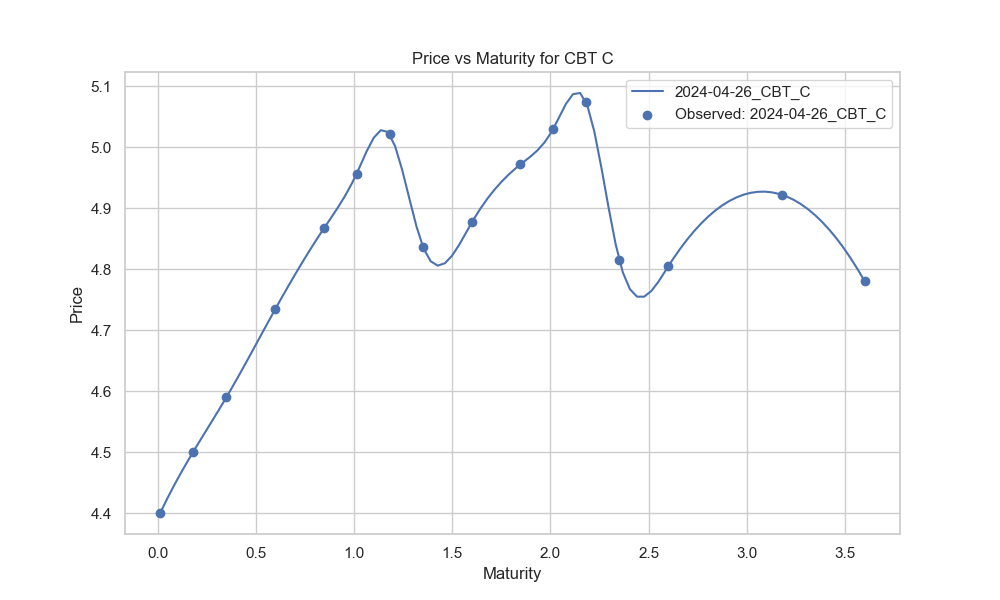 Price vs Maturity for CBT C
2024-04-26_CBT_C
Observed: 2024-04-26_CBT_C
Price
5.1
5.0
4.9
4.8
4.7
4.6
4.5
4.4
0.0 0.5 1.0 1.5 2.0 2.5 3.0 3.5
Maturity